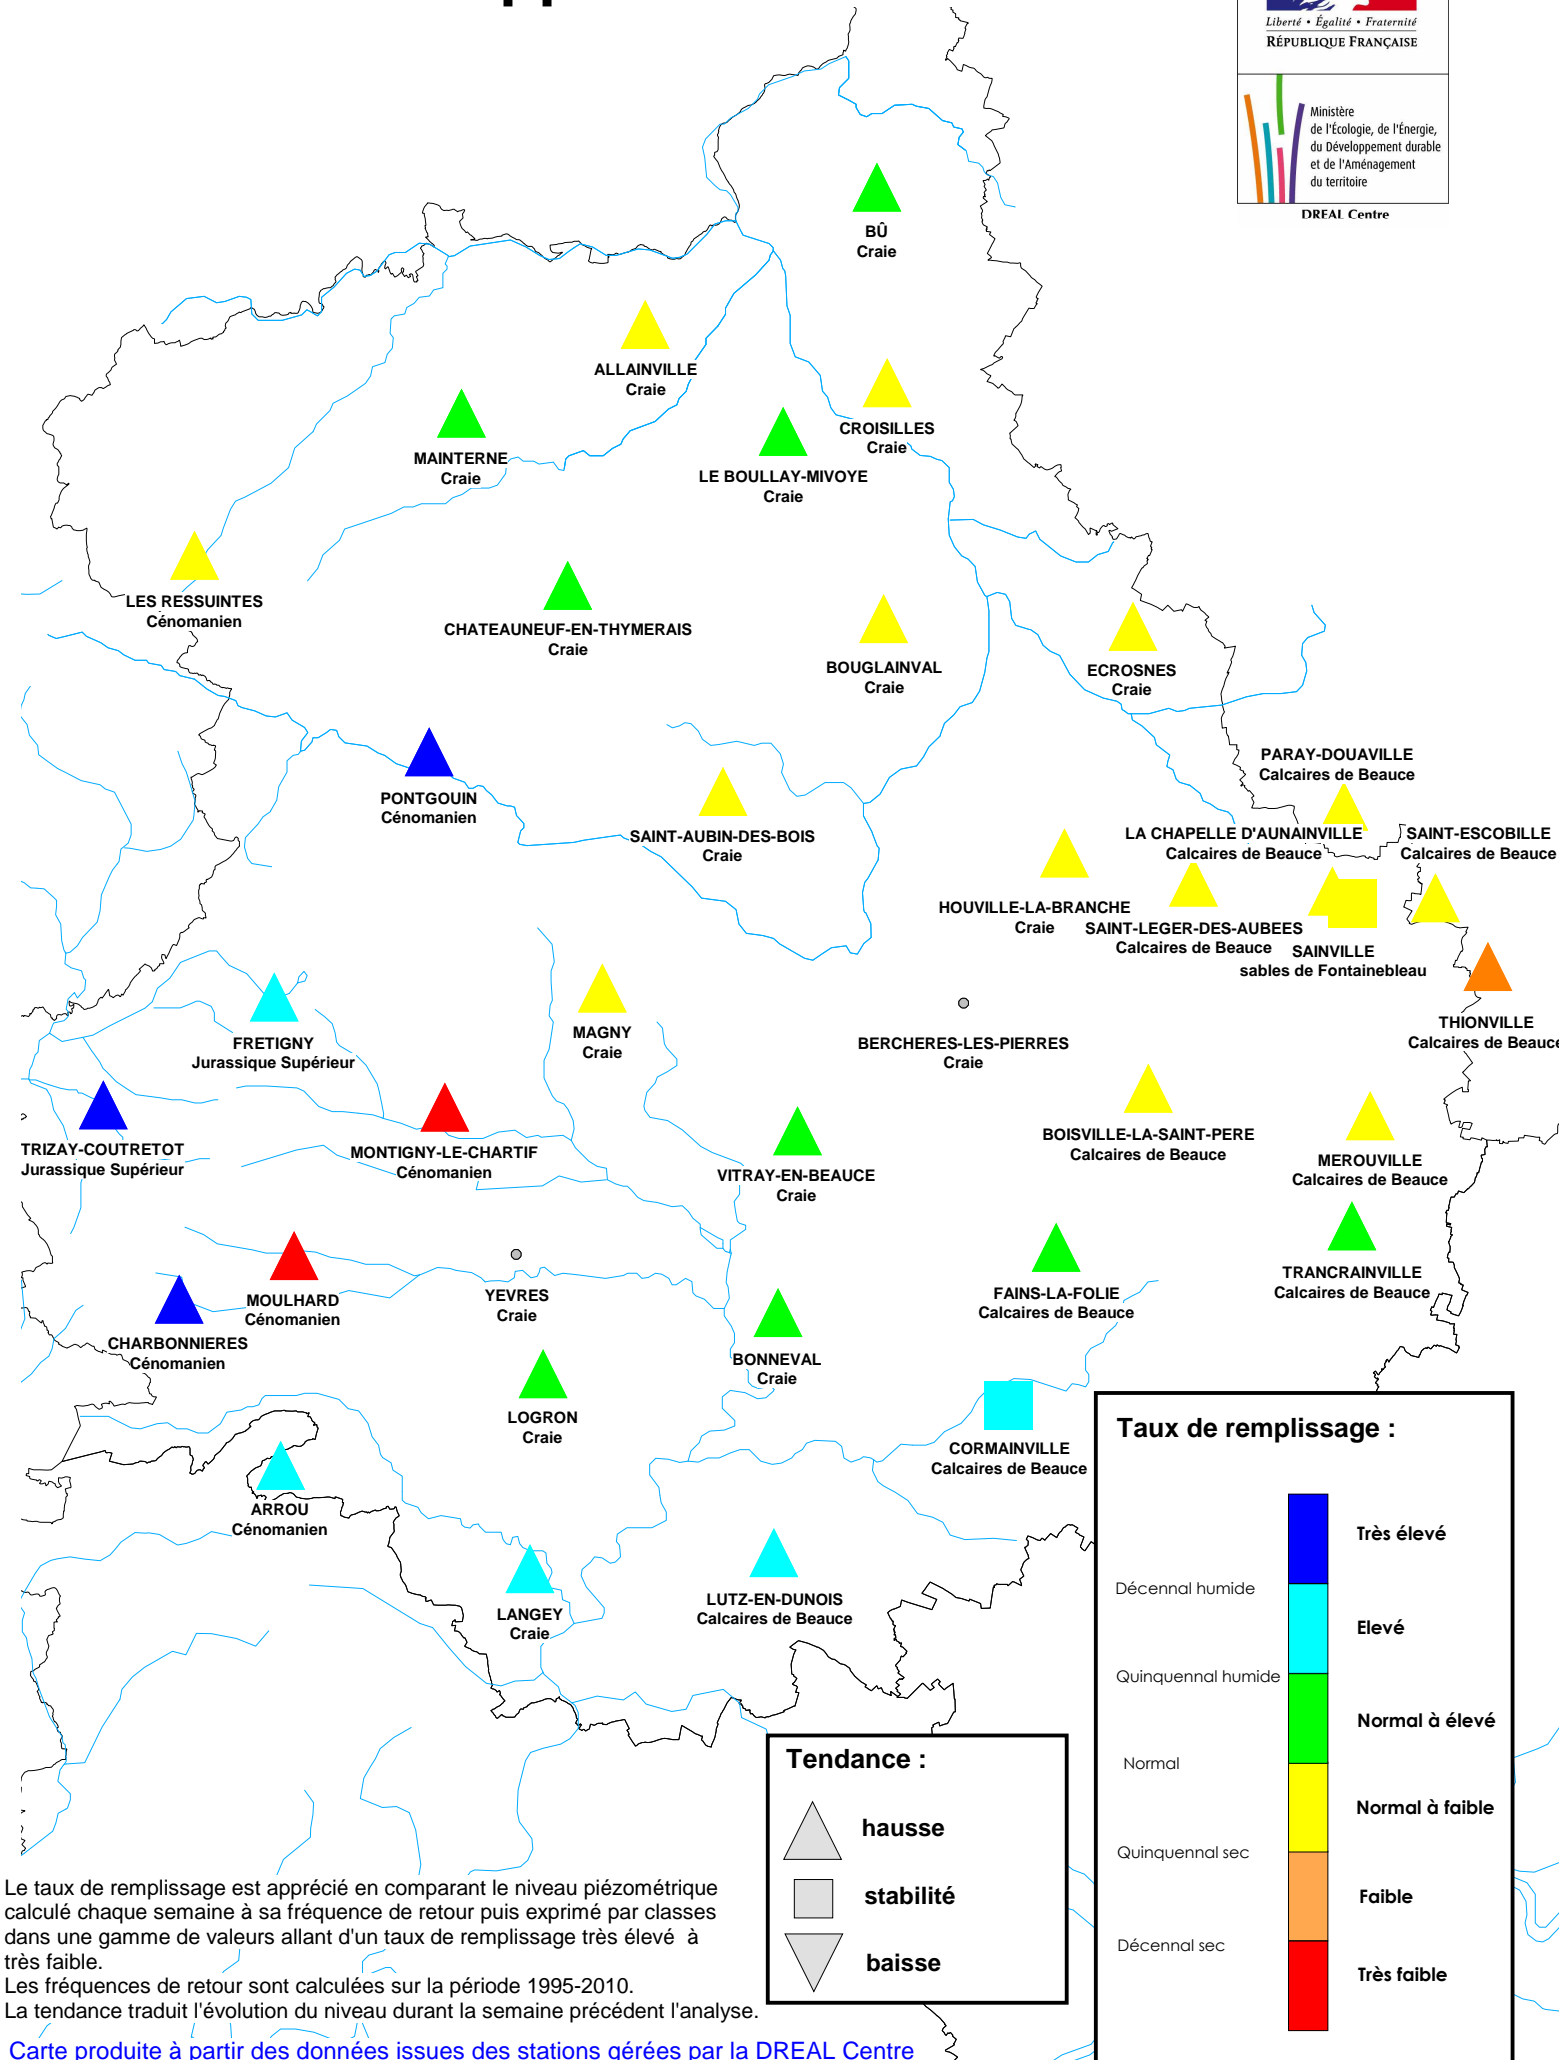 Liberté • Égalité • Fraternité
RÉPUBLIQUE FRANÇAISE
Ministère
de l'Écologie, de l'Énergie,
du Développement durable
et de l'Aménagement
du territoire
DREAL Centre
BÛ
Craie
ALLAINVILLE
Craie
CROISILLES
Craie
MAINTERNE
Craie
LE BOULLAY-MIVOYE
Craie
LES RESSUINTES
Cénomanien
CHATEAUNEUF-EN-THYMERAIS
Craie
BOUGLAINVAL
Craie
ECROSNES
Craie
PARAY-DOUAVILLE
Calcaires de Beauce
PONTGOUIN
Cénomanien
SAINT-AUBIN-DES-BOIS
Craie
LA CHAPELLE D'AUNAINVILLE
Calcaires de Beauce
SAINT-ESCOBILLE
Calcaires de Beauce
HOUVILLE-LA-BRANCHE
Craie
SAINT-LEGER-DES-AUBEES
Calcaires de Beauce
SAINVILLE
sables de Fontainebleau
THIONVILLE
Calcaires de Beauce
FRETIGNY
Jurassique Supérieur
MAGNY
Craie
BERCHERES-LES-PIERRES
Craie
TRIZAY-COUTRETOT
Jurassique Supérieur
MONTIGNY-LE-CHARTIF
Cénomanien
VITRAY-EN-BEAUCE
Craie
BOISVILLE-LA-SAINT-PERE
Calcaires de Beauce
MEROUVILLE
Calcaires de Beauce
MOULHARD
Cénomanien
YEVRES
Craie
FAINS-LA-FOLIE
Calcaires de Beauce
TRANCRAINVILLE
Calcaires de Beauce
CHARBONNIERES
Cénomanien
BONNEVAL
Craie
LOGRON
Craie
CORMAINVILLE
Calcaires de Beauce
ARROU
Cénomanien
LANGEY
Craie
LUTZ-EN-DUNOIS
Calcaires de Beauce
Taux de remplissage :
Très élevé
Décennal humide
Elevé
Quinquennal humide
Normal à élevé
Normal
Normal à faible
Quinquennal sec
Faible
Décennal sec
Très faible
Tendance :
hausse
stabilité
baisse
Le taux de remplissage est apprécié en comparant le niveau piézométrique
calculé chaque semaine à sa fréquence de retour puis exprimé par classes
dans une gamme de valeurs allant d'un taux de remplissage très élevé à
très faible.
Les fréquences de retour sont calculées sur la période 1995-2010.
La tendance traduit l'évolution du niveau durant la semaine précédent l'analyse.
Carte produite à partir des données issues des stations gérées par la DREAL Centre